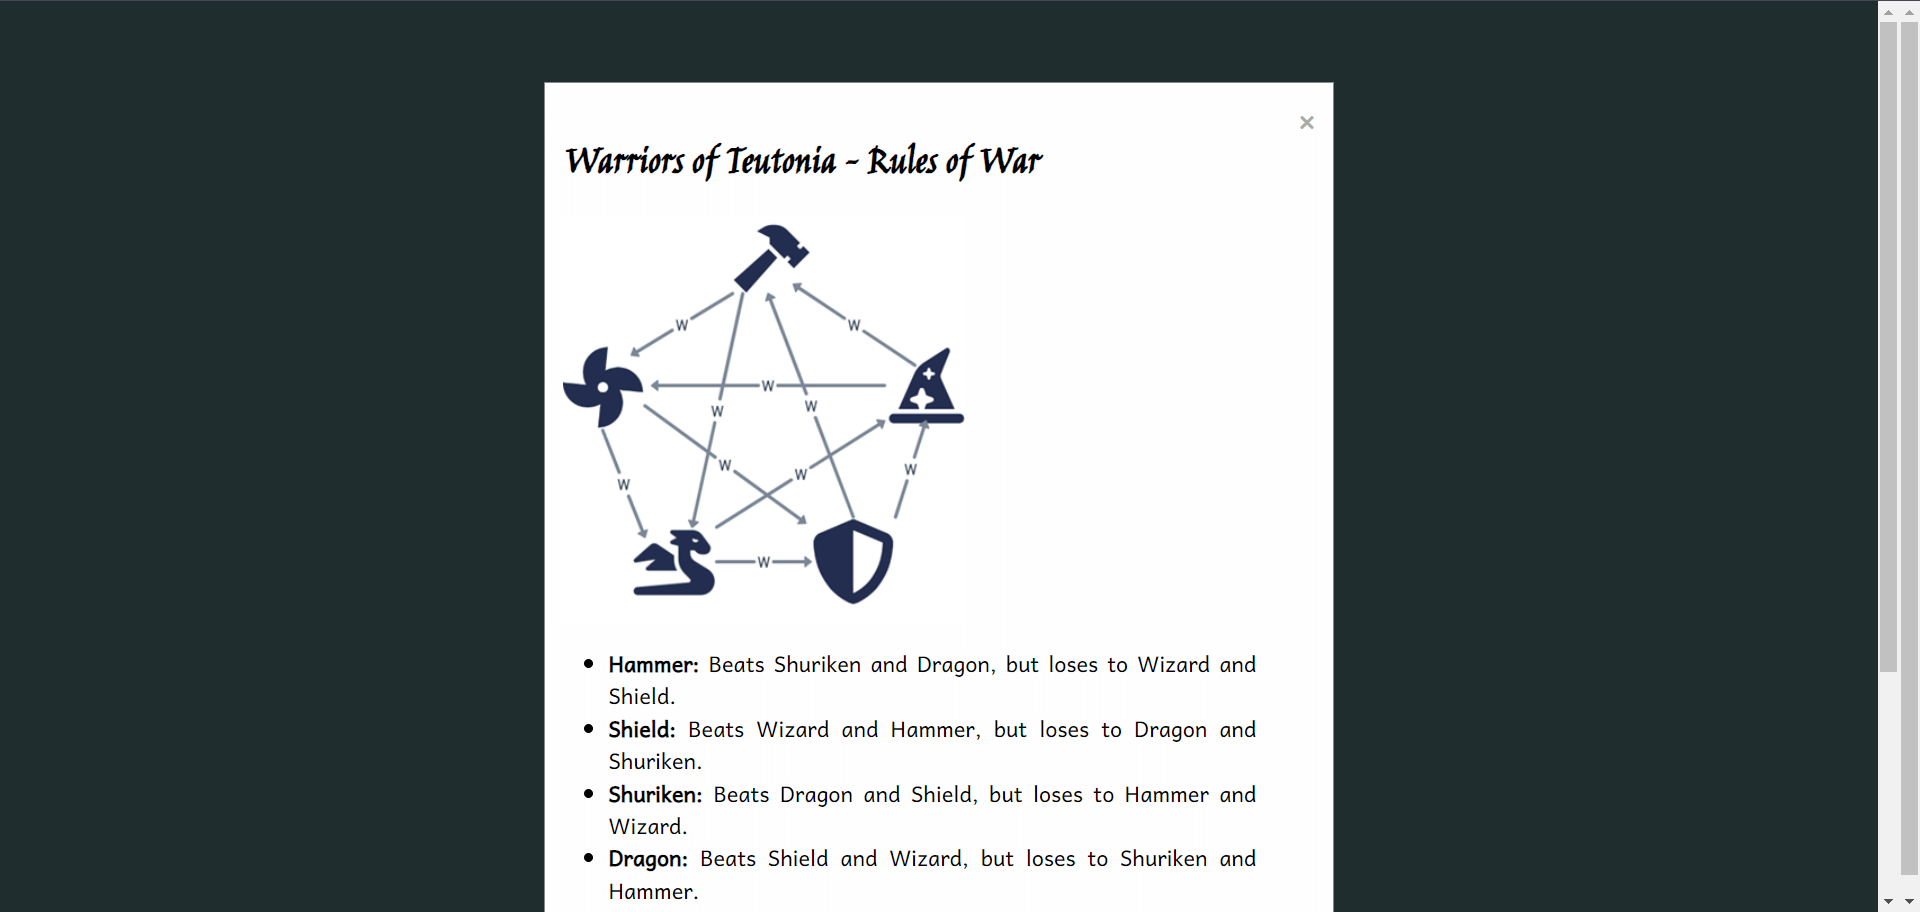 ×
Warriors of Teutonia - Rules of War
W
W
W
W
W
W
W
W
W
W
• Hammer: Beats Shuriken and Dragon, but loses to Wizard and
Shield.
• Shield: Beats Wizard and Hammer, but loses to Dragon and
Shuriken.
• Shuriken: Beats Dragon and Shield, but loses to Hammer and
Wizard.
• Dragon: Beats Shield and Wizard, but loses to Shuriken and
Hammer.